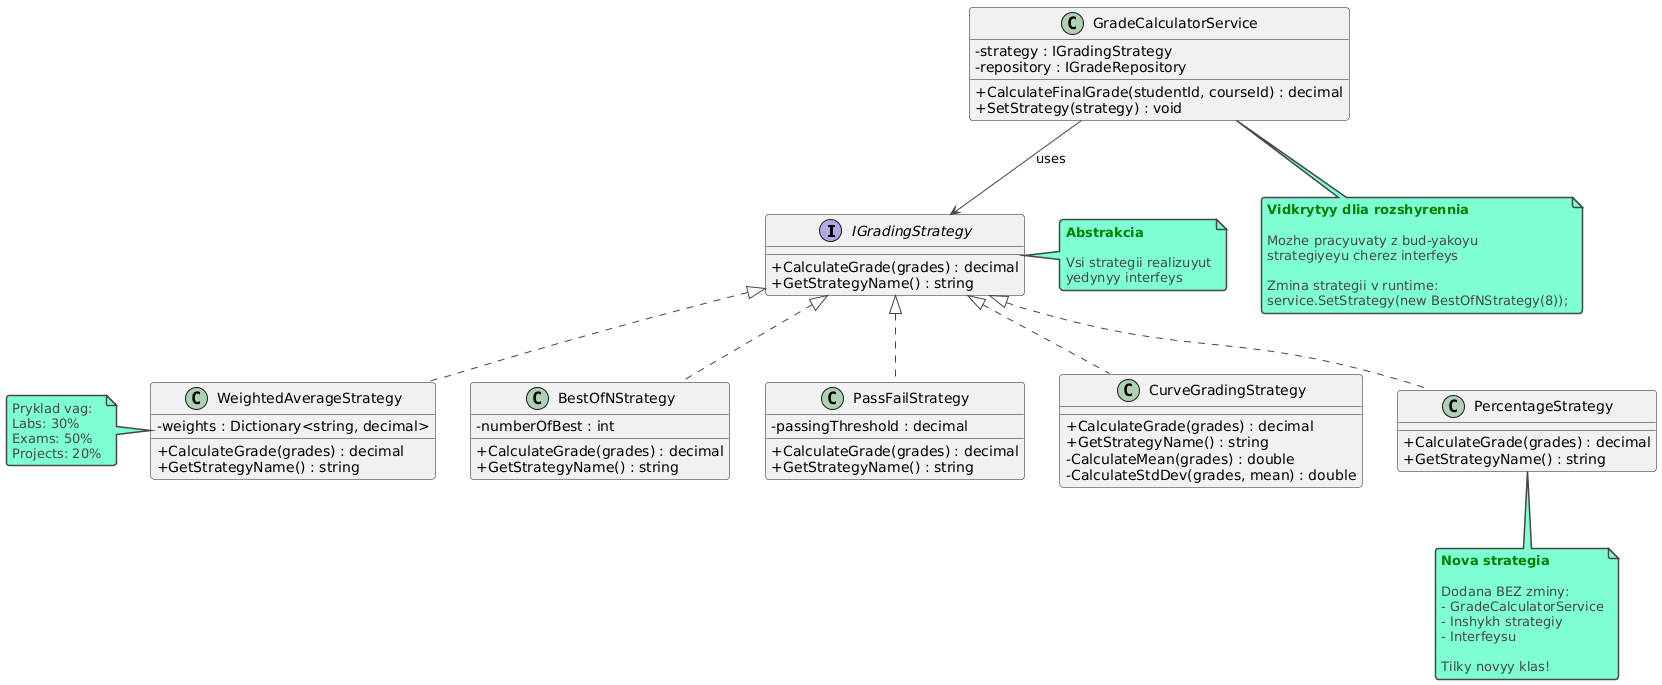 GradeCalculatorService
-strategy : IGradingStrategy
-repository : IGradeRepository
+CalculateFinalGrade(studentId, courseId) : decimal
+SetStrategy(strategy) : void
uses
Vidkrytyy dlia rozshyrennia
Mozhe pracyuvaty z bud-yakoyu
strategiyeyu cherez interfeys
Zmina strategii v runtime:
service.SetStrategy(new BestOfNStrategy(8));
I IGradingStrategy
+CalculateGrade(grades) : decimal
+GetStrategyName() : string
Abstrakcia
Vsi strategii realizuyut
yedynyy interfeys
Pryklad vag:
Labs: 30%
Exams: 50%
Projects: 20%
C WeightedAverageStrategy
-weights : Dictionary<string, decimal>
+CalculateGrade(grades) : decimal
+GetStrategyName() : string
C BestOfNStrategy
-numberOfBest : int
+CalculateGrade(grades) : decimal
+GetStrategyName() : string
C PassFailStrategy
-passingThreshold : decimal
+CalculateGrade(grades) : decimal
+GetStrategyName() : string
C CurveGradingStrategy
+CalculateGrade(grades) : decimal
+GetStrategyName() : string
-CalculateMean(grades) : double
-CalculateStdDev(grades, mean) : double
C PercentageStrategy
+CalculateGrade(grades) : decimal
+GetStrategyName() : string
Nova strategia
Dodana BEZ zminy:
- GradeCalculatorService
- Inshykh strategiy
- Interfeysu
Tilky novyy klas!